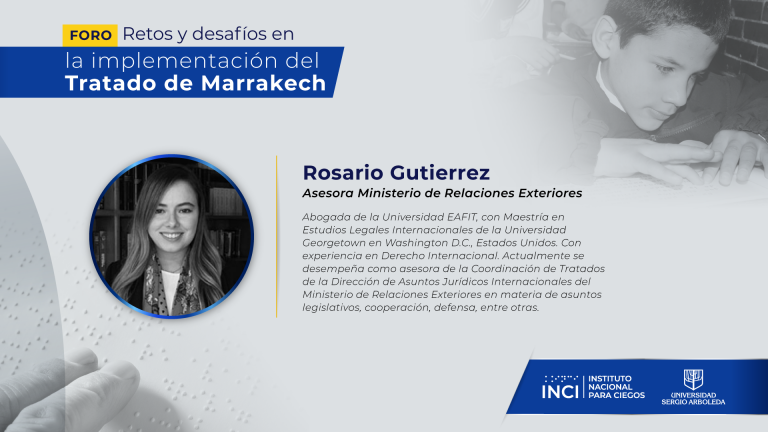 FORO Retos y desafíos en
la implementación del
Tratado de Marrakech
Rosario Gutierrez
Asesora Ministerio de Relaciones Exteriores
Abogada de la Universidad EAFIT, con Maestría en
Estudios Legales Internacionales de la Universidad
Georgetown en Washington D.C., Estados Unidos. Con
experiencia en Derecho Internacional. Actualmente se
desempeña como asesora de la Coordinación de Tratados
de la Dirección de Asuntos Jurídicos Internacionales del
Ministerio de Relaciones Exteriores en materia de asuntos
legislativos, cooperación, defensa, entre otras.
INCI
INSTITUTO
NACIONAL
PARA CIEGOS
UNIVERSIDAD
SERGIO ARBOLEDA